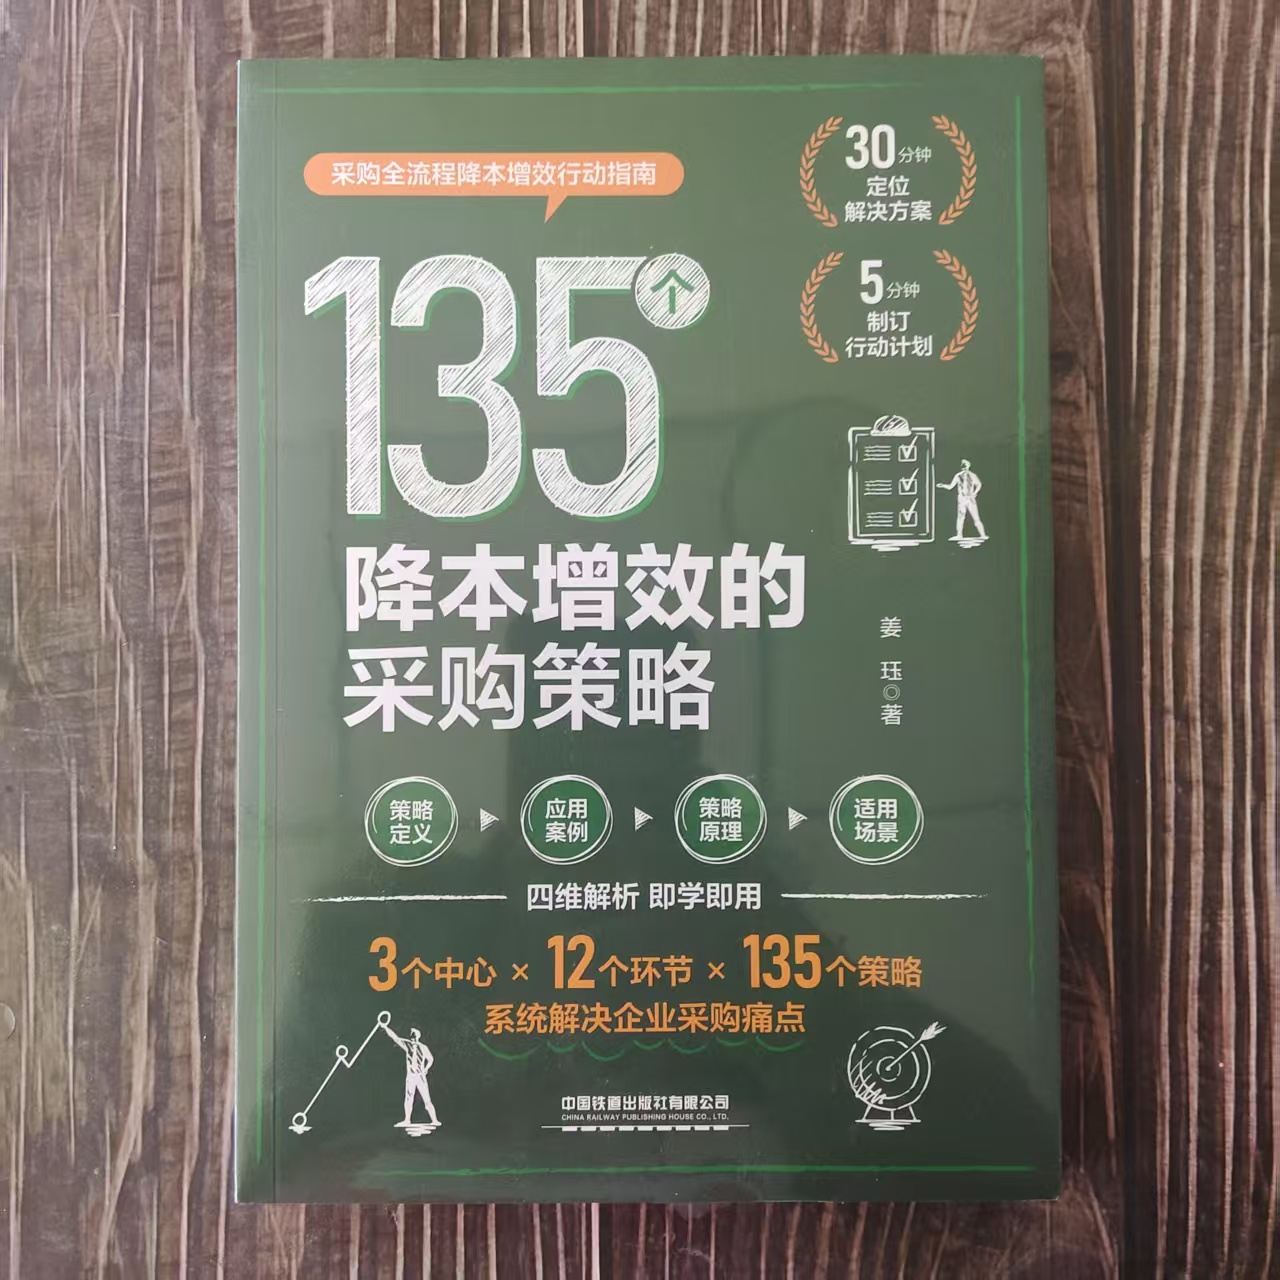 采购全流程降本增效行动指南
30分钟
定位
解决方案
5分钟
制订
行动计划
135个
降本增效的
采购策略
姜珏◎著
策略
定义
应用
案例
策略
原理
适用
场景
四维解析 即学即用
3个中心 × 12个环节 × 135个策略
系统解决企业采购痛点
中国铁道出版社有限公司
CHINA RAILWAY PUBLISHING HOUSE CO., LTD.